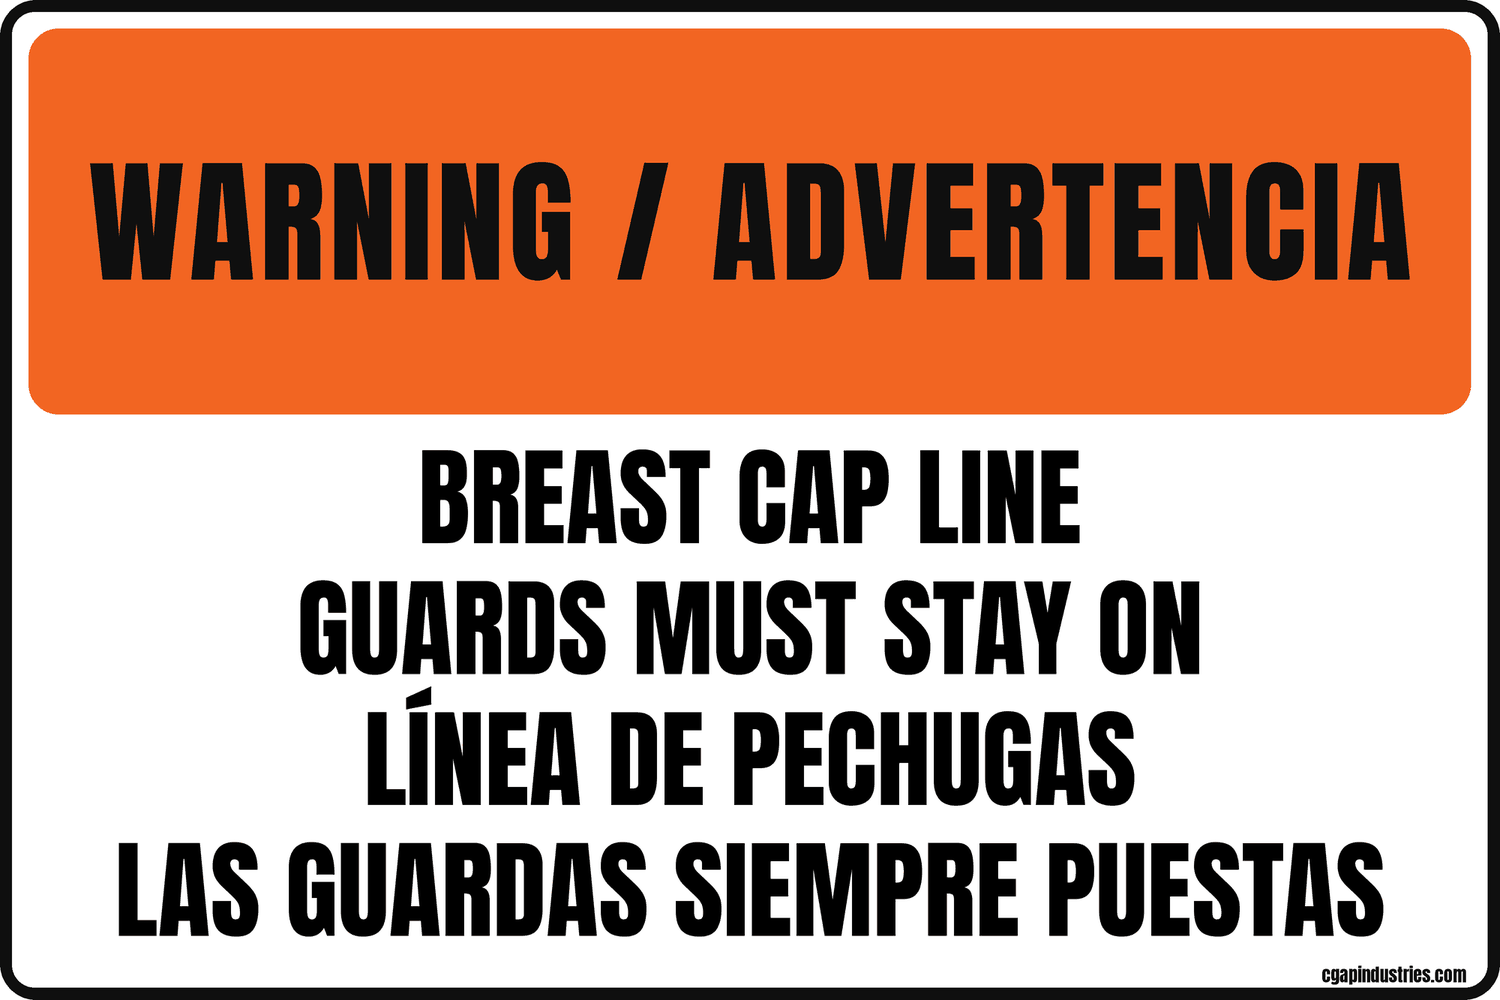 WARNING / ADVERTENCIA
BREAST CAP LINE
GUARDS MUST STAY ON
LÍNEA DE PECHUGAS
LAS GUARDAS SIEMPRE PUESTAS
cgapindustries.com